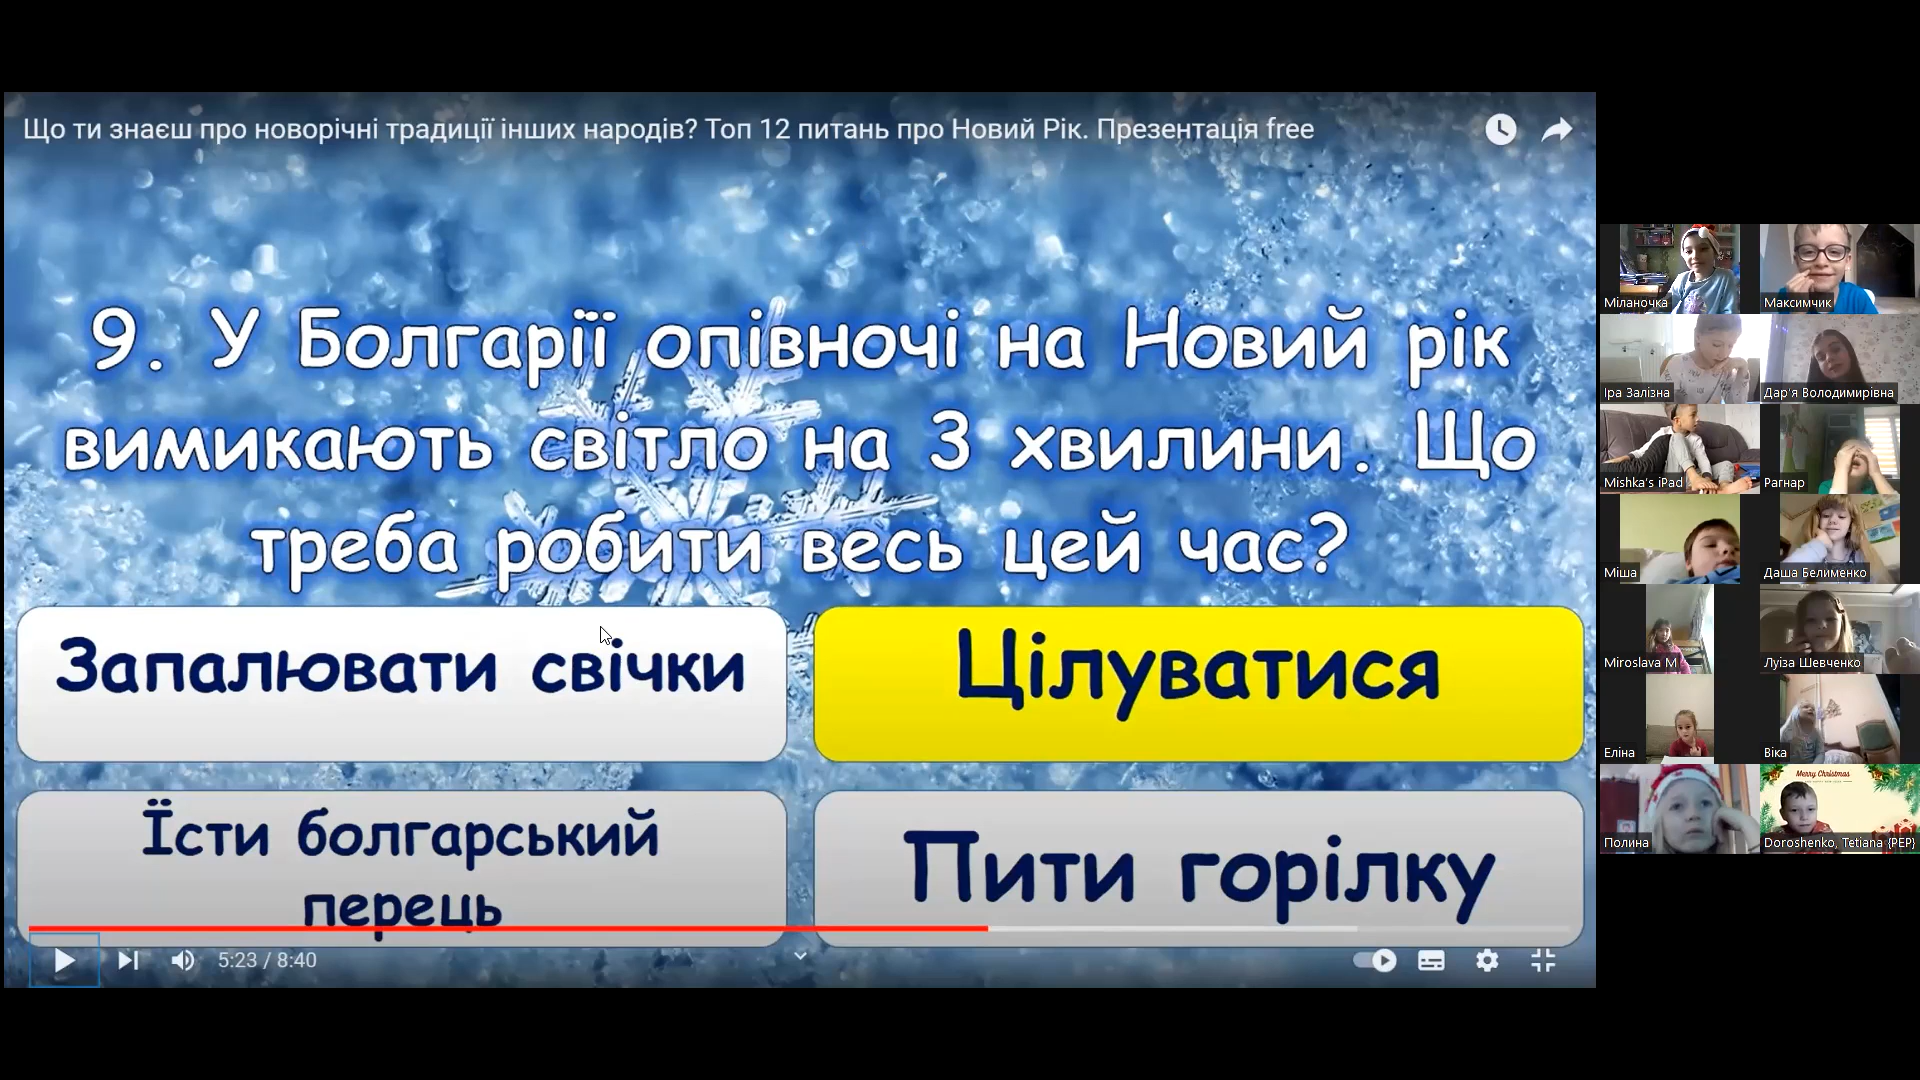 Що ти знаєш про новорічні традиції інших народів? Топ 12 питань про Новий Рік. Презентація free
9. У Болгарії опівночі на Новий рік
вимикають світло на 3 хвилини. Що
треба робити весь цей час?
Запалювати свічки
Цілуватися
Їсти болгарський
перець
Пити горілку
5:23 / 8:40
Міланочка
Максимчик
Іра Залізна
Дар'я Володимирівна
Mishka's iPad
Рагнар
Міша
Даша Белименко
Miroslava M
Луїза Шевченко
Еліна
Віка
Полина
Merry Christmas
Doroshenko, Tetiana {PEP}